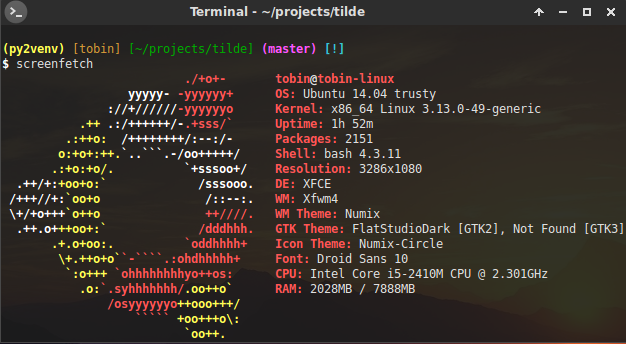 Terminal - ~/projects/tilde
(py2venv) [tobin] [~/projects/tilde] (master) [!]
$ screenfetch
./+o+- tobin@tobin-linux
yyyyy- -yyyyyy+ OS: Ubuntu 14.04 trusty
://+//////-yyyyyyo Kernel: x86_64 Linux 3.13.0-49-generic
.++ .:/++++++/-.+sss/` Uptime: 1h 52m
.:++o: /++++++++/:--:/- Packages: 2151
o:+o+:++.`..```.-/oo+++++/ Shell: bash 4.3.11
.:+o:+o/. `+sssoo+/ Resolution: 3286x1080
.++/+:+oo+o:` /sssooo. DE: XFCE
/+++//+:`oo+o /::--:. WM: Xfwm4
\+/+o+++`o++o ++////. WM Theme: Numix
.++.o+++oo+:` /dddhhh. GTK Theme: FlatStudioDark [GTK2], Not Found [GTK3]
.+.o+oo:. `oddhhhh+ Icon Theme: Numix-Circle
\+.++o+o``-````.:ohdhhhhh+ Font: Droid Sans 10
`:o+++ `ohhhhhhhhyo++os: CPU: Intel Core i5-2410M CPU @ 2.301GHz
.o:`.syhhhhhhh/.oo++o` RAM: 2028MB / 7888MB
/osyyyyyyo++ooo+++/
````` +oo+++o\:
`oo++.